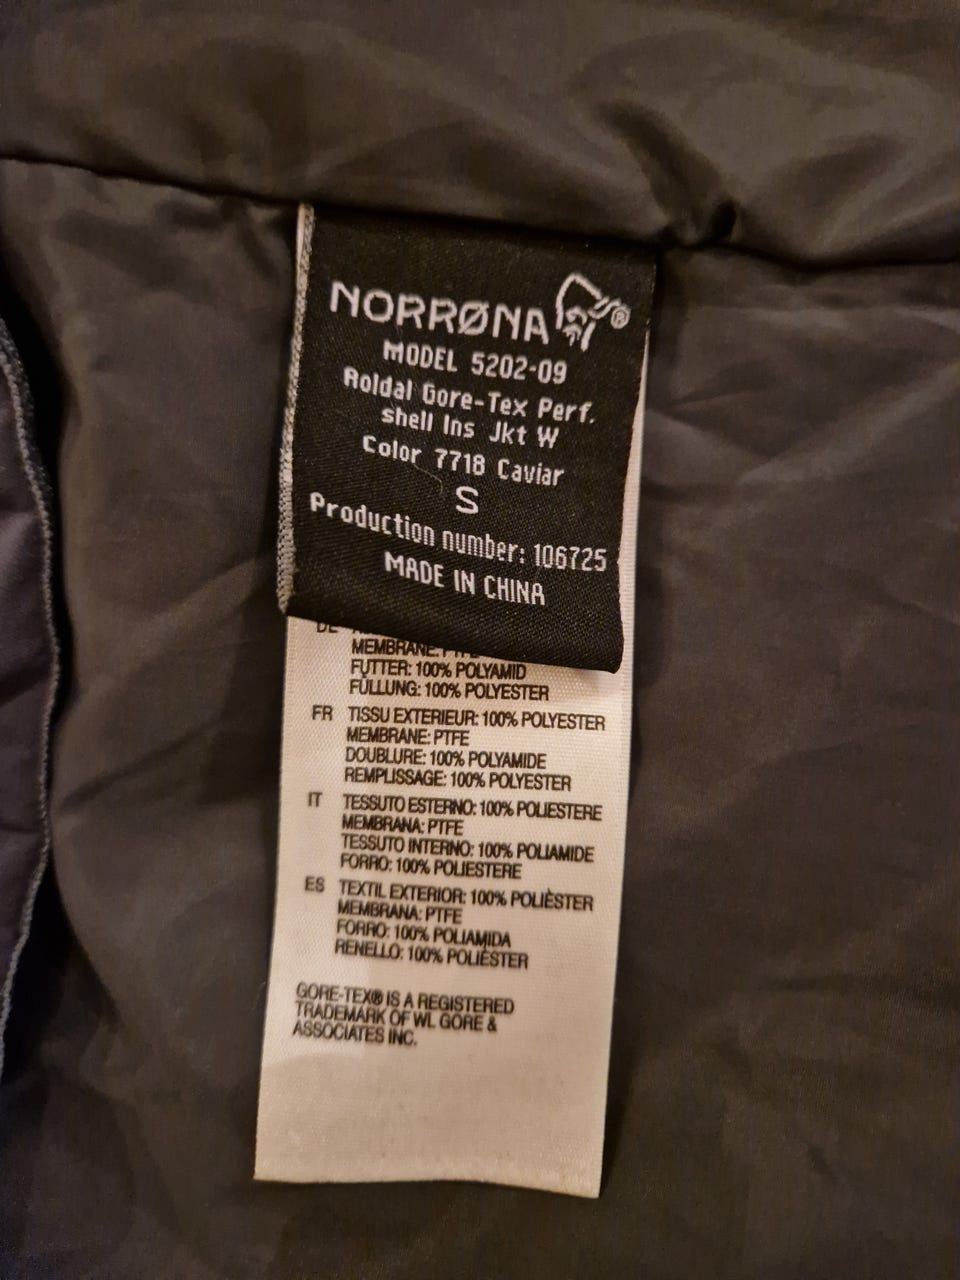 NORRØNA®
MODEL 5202-09
Roldal Gore-Tex Perf.
shell Ins Jkt W
Color 7718 Caviar
S
Production number: 106725
MADE IN CHINA
DE
MEMBRANE: PTFE
FUTTER: 100% POLYAMID
FÜLLUNG: 100% POLYESTER
FR TISSU EXTERIEUR: 100% POLYESTER
MEMBRANE: PTFE
DOUBLURE: 100% POLYAMIDE
REMPLISSAGE: 100% POLYESTER
IT TESSUTO ESTERNO: 100% POLIESTERE
MEMBRANA: PTFE
TESSUTO INTERNO: 100% POLIAMIDE
FORRO: 100% POLIESTERE
ES TEXTIL EXTERIOR: 100% POLIÈSTER
MEMBRANA: PTFE
FORRO: 100% POLIAMIDA
RENELLO: 100% POLIÈSTER
GORE-TEX® IS A REGISTERED
TRADEMARK OF WL GORE &
ASSOCIATES INC.